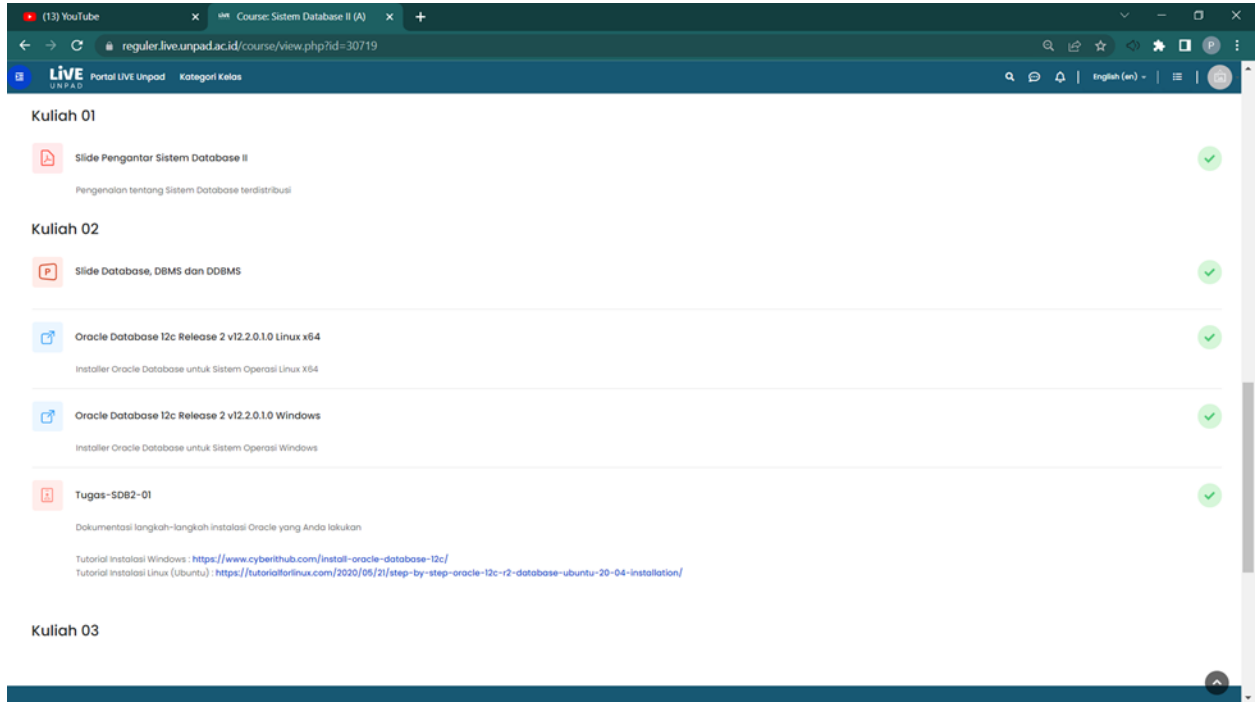 (13) YouTube
LIVE Course: Sistem Database II (A)
reguler.live.unpad.ac.id/course/view.php?id=30719
P
LiVE UNPAD Portal LiVE Unpad Kategori Kelas English (en)
Kuliah 01
Slide Pengantar Sistem Database II
Pengenalan tentang Sistem Database terdistribusi
Kuliah 02
P Slide Database, DBMS dan DDBMS
Oracle Database 12c Release 2 v12.2.0.1.0 Linux x64
Installer Oracle Database untuk Sistem Operasi Linux X64
Oracle Database 12c Release 2 v12.2.0.1.0 Windows
Installer Oracle Database untuk Sistem Operasi Windows
Tugas-SDB2-01
Dokumentasi langkah-langkah instalasi Oracle yang Anda lakukan
Tutorial Instalasi Windows : https://www.cyberithub.com/install-oracle-database-12c/
Tutorial Instalasi Linux (Ubuntu) : https://tutorialforlinux.com/2020/05/21/step-by-step-oracle-12c-r2-database-ubuntu-20-04-installation/
Kuliah 03